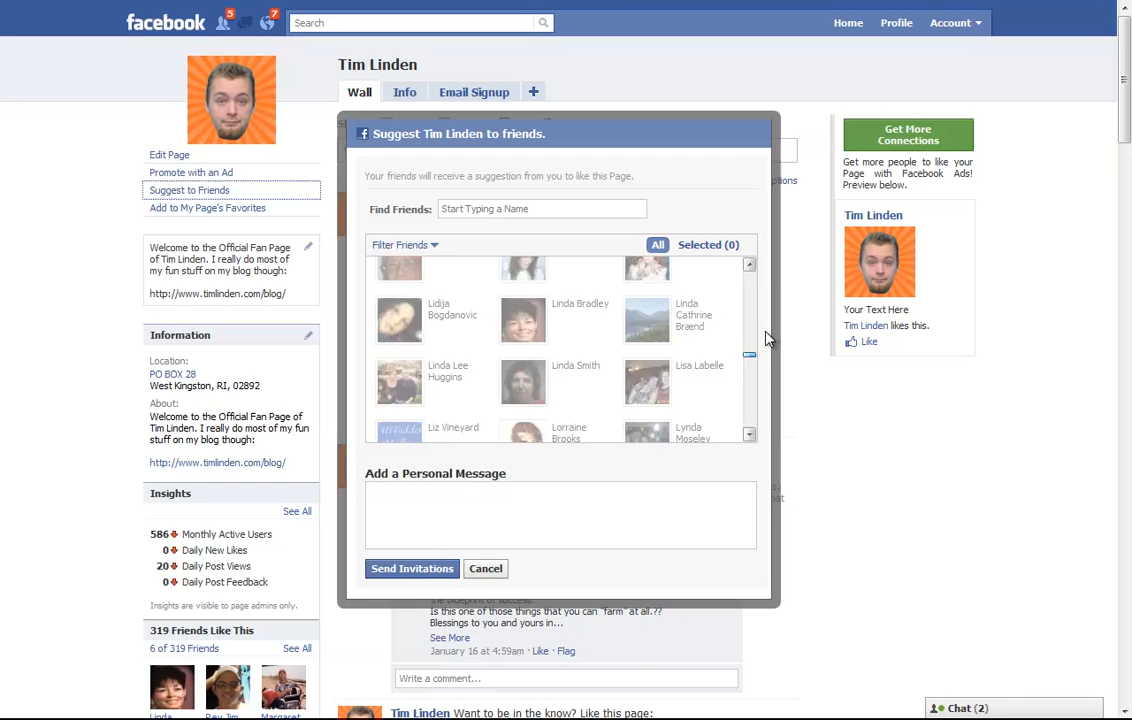 facebook
5
7
Search
Home
Profile
Account
Tim Linden
Wall
Info
Email Signup
+
Edit Page
Promote with an Ad
Suggest to Friends
Add to My Page's Favorites
Welcome to the Official Fan Page
of Tim Linden. I really do most of
my fun stuff on my blog though:
http://www.timlinden.com/blog/
Information
Location:
PO BOX 28
West Kingston, RI, 02892
About:
Welcome to the Official Fan Page
of Tim Linden. I really do most of
my fun stuff on my blog though:
http://www.timlinden.com/blog/
Insights
See All
586 Monthly Active Users
0 Daily New Likes
20 Daily Post Views
0 Daily Post Feedback
Insights are visible to page admins only.
319 Friends Like This
6 of 319 Friends
See All
Linda
Rev Jim
Margaret
Suggest Tim Linden to friends.
Your friends will receive a suggestion from you to like this Page.
Find Friends:
Start Typing a Name
Filter Friends
All
Selected (0)
Lidija
Bogdanovic
Linda Bradley
Linda
Cathrine
Brænd
Linda Lee
Huggins
Linda Smith
Lisa Labelle
Liz Vineyard
Lorraine
Brooks
Lynda
Moseley
Add a Personal Message
Send Invitations
Cancel
the blueprint of success.
Is this one of those things that you can "farm" at all.??
Blessings to you and yours in...
See More
January 16 at 4:59am · Like · Flag
Write a comment...
Tim Linden Want to be in the know? Like this page:
Get More
Connections
Get more people to like your
Page with Facebook Ads!
Preview below.
Tim Linden
Your Text Here
Tim Linden likes this.
Like
Chat (2)